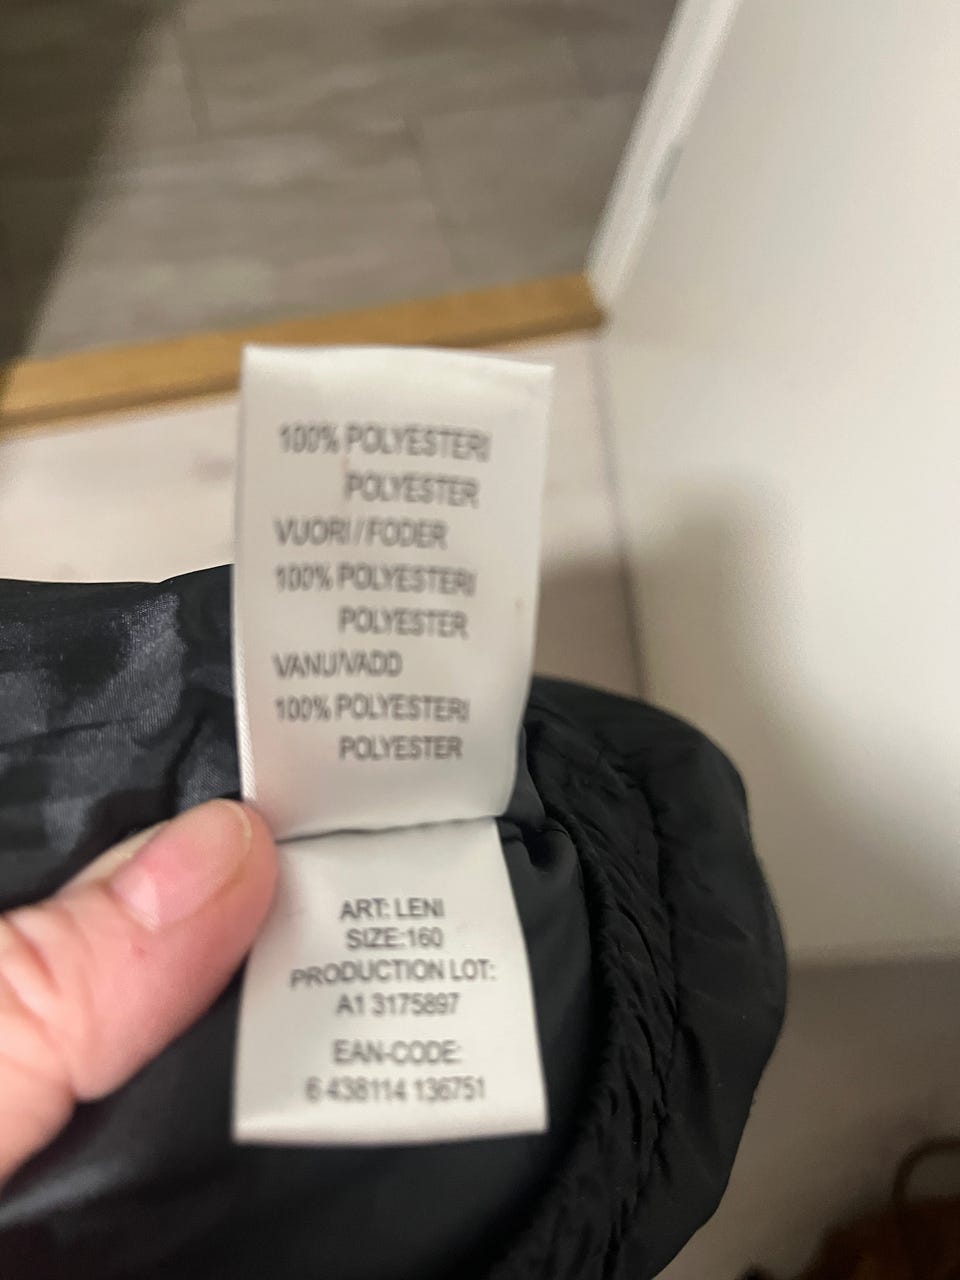 100% POLYESTERI
POLYESTER
VUORI / FODER
100% POLYESTERI
POLYESTER
VANU/VADD
100% POLYESTERI
POLYESTER
ART: LENI
SIZE:160
PRODUCTION LOT:
A1 3175897
EAN-CODE:
6 438114 136751